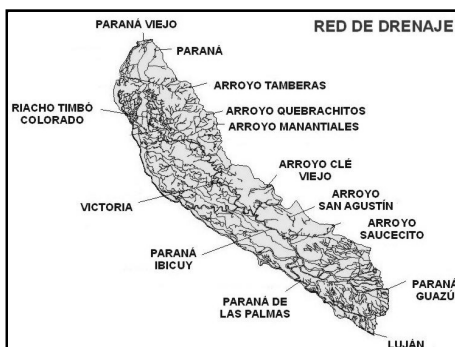 PARANÁ VIEJO
RED DE DRENAJE
PARANÁ
ARROYO TAMBERAS
RIACHO TIMBÓ
COLORADO
ARROYO QUEBRACHITOS
ARROYO MANANTIALES
ARROYO CLÉ
VIEJO
ARROYO
SAN AGUSTÍN
VICTORIA
ARROYO
SAUCECITO
PARANÁ
IBICUY
PARANÁ
GUAZÚ
PARANÁ DE
LAS PALMAS
LUJÁN